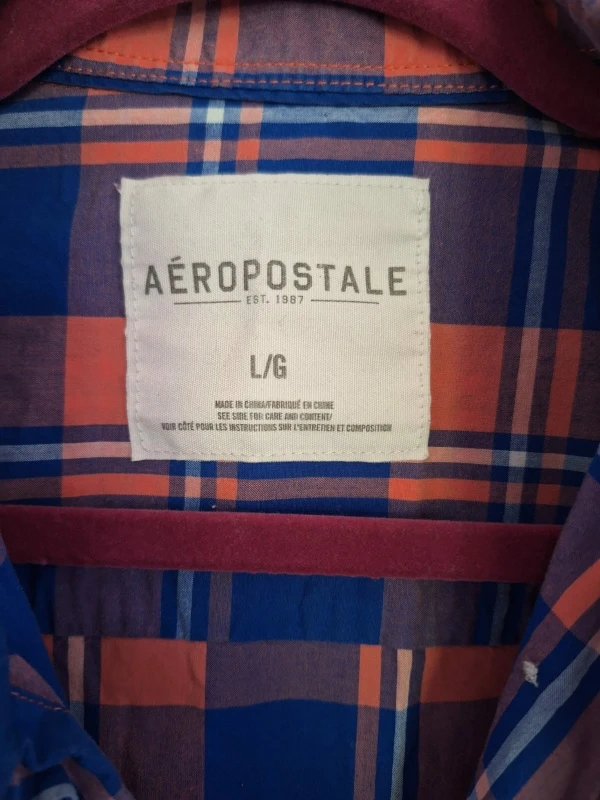 AÉROPOSTALE
EST. 1987
L/G
MADE IN CHINA/FABRIQUÉ EN CHINE
SEE SIDE FOR CARE AND CONTENT/
VOIR CÔTÉ POUR LES INSTRUCTIONS SUR L'ENTRETIEN ET COMPOSITION